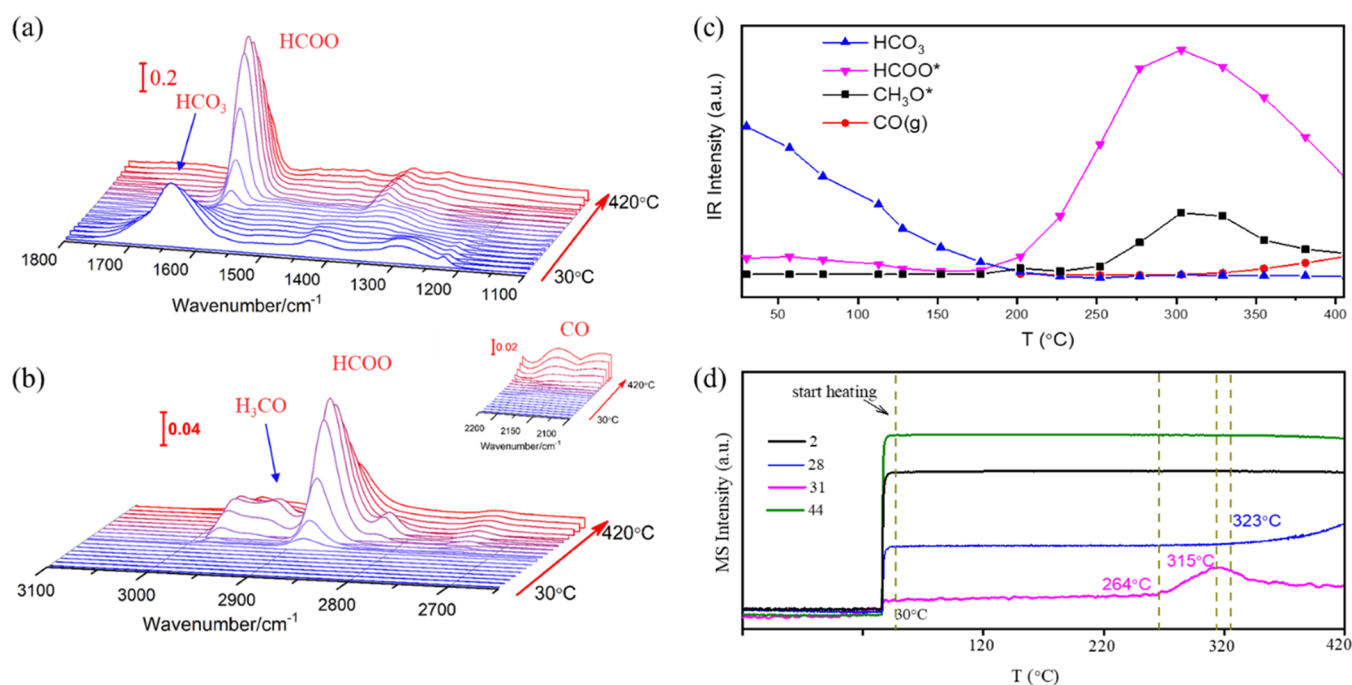 (a)
HCOO
0.2
HCO₃
420°C
30°C
1800 1700 1600 1500 1400 1300 1200 1100
Wavenumber/cm⁻¹
(b)
HCOO
H₃CO
0.04
420°C
30°C
3100 3000 2900 2800 2700
Wavenumber/cm⁻¹
CO
0.02
420°C
30°C
2200 2150 2100
Wavenumber/cm⁻¹
(c)
HCO₃
HCOO*
CH₃O*
CO(g)
IR Intensity (a.u.)
50 100 150 200 250 300 350 400
T (°C)
(d)
start heating
2
28
31
44
323°C
315°C
264°C
30°C
MS Intensity (a.u.)
120 220 320 420
T (°C)